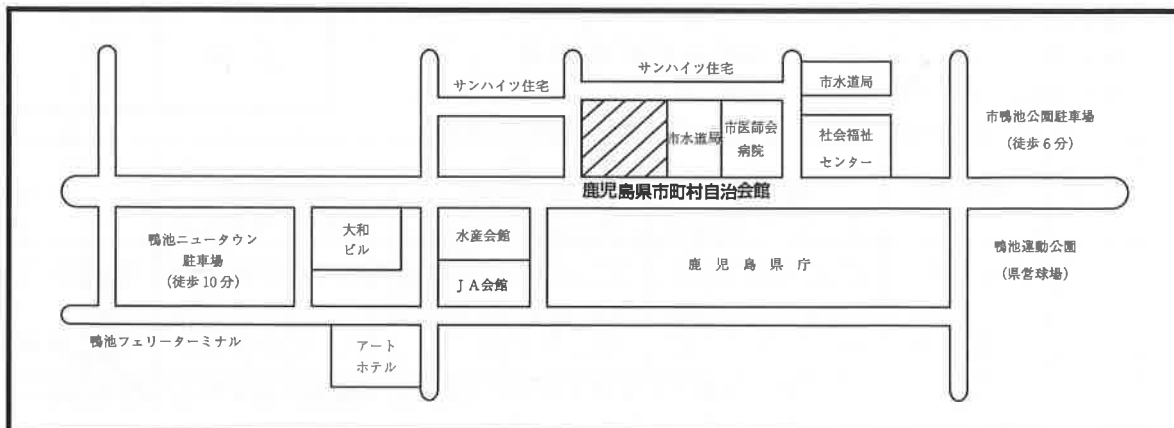 サンハイツ住宅
サンハイツ住宅
市水道局
市鴨池公園駐車場
(徒歩6分)
市水道局
市医師会
病院
社会福祉
センター
鹿児島県市町村自治会館
鴨池ニュータウン
駐車場
(徒歩10分)
大和
ビル
水産会館
JA会館
鹿児島県庁
鴨池運動公園
(県営球場)
鴨池フェリーターミナル
アート
ホテル